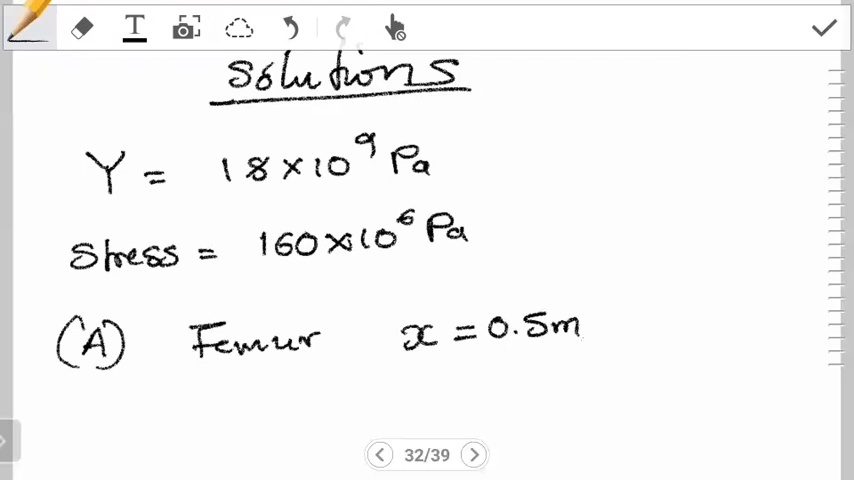 T
Solutions
Y = 18×10⁹ Pa
Stress = 160×10⁶ Pa
(A) Femur x = 0.5m
32/39